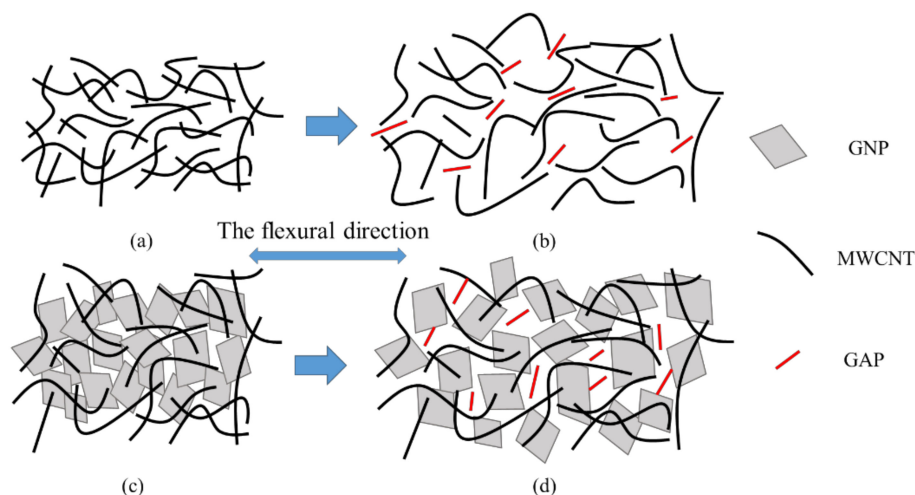 GNP
(a)
(b)
The flexural direction
MWCNT
GAP
(c)
(d)